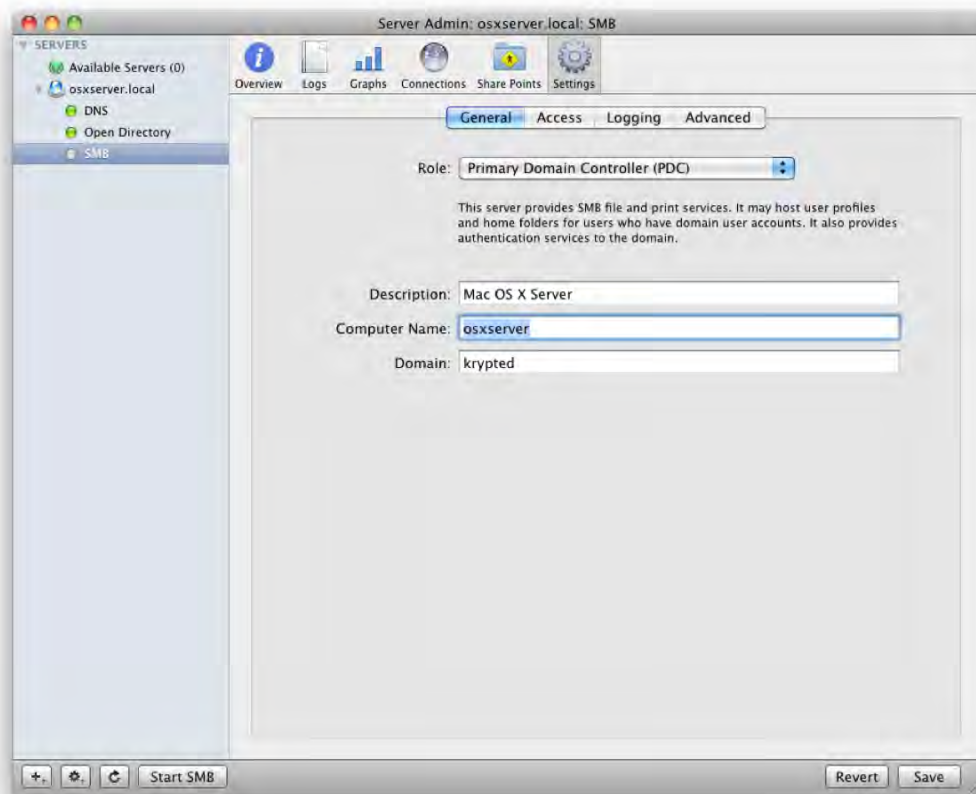 Server Admin: osxserver.local: SMB
SERVERS
Available Servers (0)
osxserver.local
DNS
Open Directory
SMB
Overview Logs Graphs Connections Share Points Settings
General Access Logging Advanced
Role: Primary Domain Controller (PDC)
This server provides SMB file and print services. It may host user profiles
and home folders for users who have domain user accounts. It also provides
authentication services to the domain.
Description: Mac OS X Server
Computer Name: osxserver
Domain: krypted
Start SMB
Revert Save